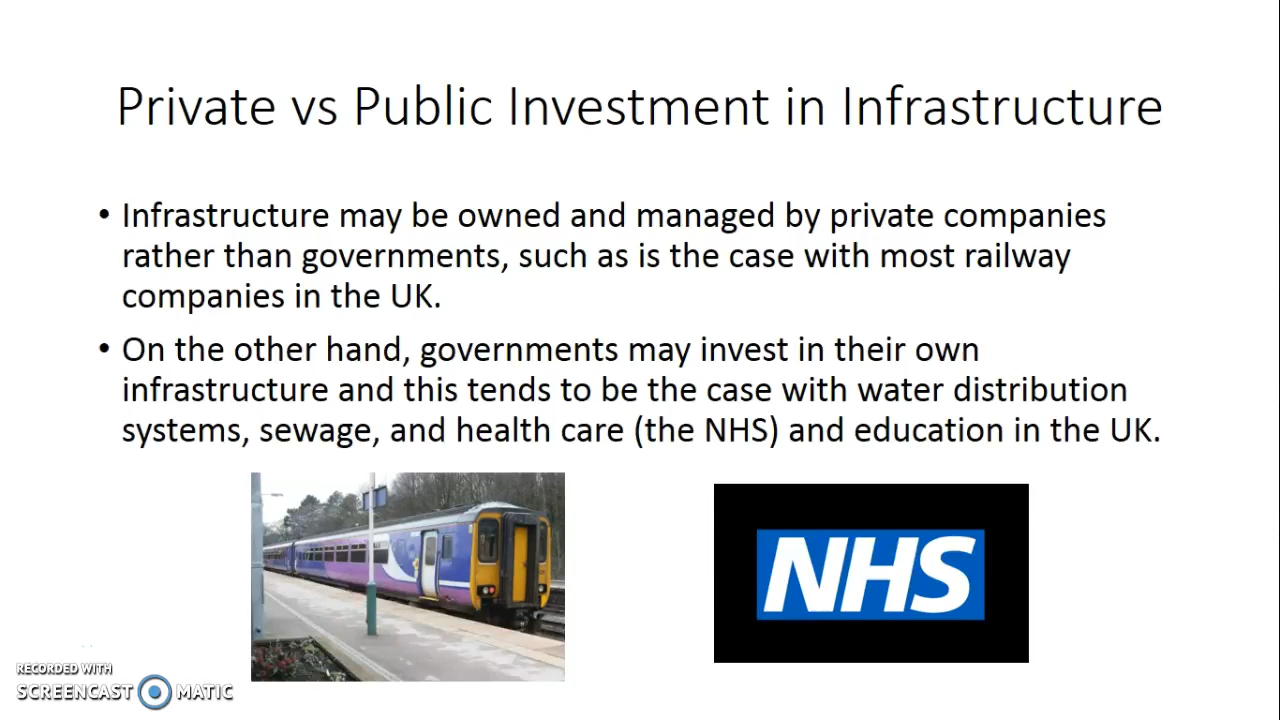 Private vs Public Investment in Infrastructure
• Infrastructure may be owned and managed by private companies
rather than governments, such as is the case with most railway
companies in the UK.
• On the other hand, governments may invest in their own
infrastructure and this tends to be the case with water distribution
systems, sewage, and health care (the NHS) and education in the UK.
NHS
RECORDED WITH
SCREENCAST MATIC